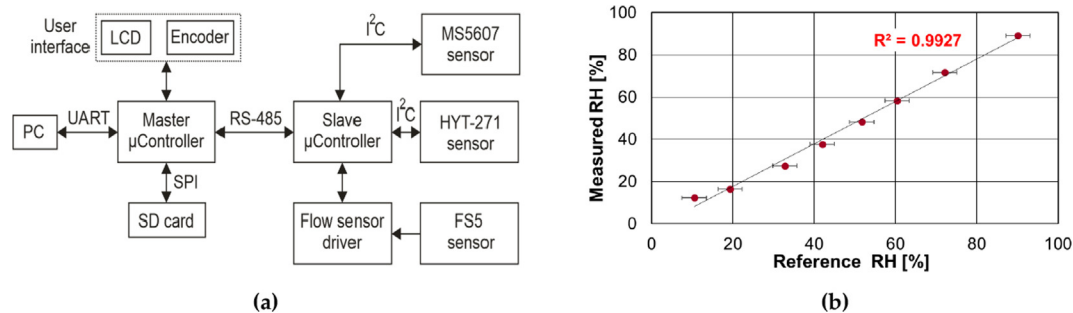 User
interface
LCD
Encoder
I²C
MS5607
sensor
PC
UART
Master
µController
RS-485
Slave
µController
I²C
HYT-271
sensor
SPI
SD card
Flow sensor
driver
FS5
sensor
(a)
100
80
60
40
20
0
Measured RH [%]
R² = 0.9927
0
20
40
60
80
100
Reference RH [%]
(b)